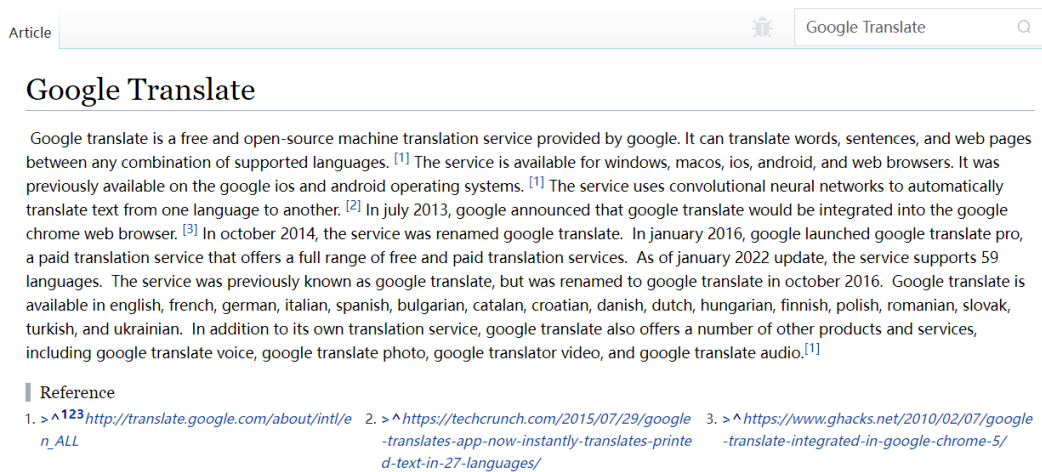 Article
Google Translate
Google Translate
Google translate is a free and open-source machine translation service provided by google. It can translate words, sentences, and web pages
between any combination of supported languages. [1] The service is available for windows, macos, ios, android, and web browsers. It was
previously available on the google ios and android operating systems. [1] The service uses convolutional neural networks to automatically
translate text from one language to another. [2] In july 2013, google announced that google translate would be integrated into the google
chrome web browser. [3] In october 2014, the service was renamed google translate. In january 2016, google launched google translate pro,
a paid translation service that offers a full range of free and paid translation services. As of january 2022 update, the service supports 59
languages. The service was previously known as google translate, but was renamed to google translate in october 2016. Google translate is
available in english, french, german, italian, spanish, bulgarian, catalan, croatian, danish, dutch, hungarian, finnish, polish, romanian, slovak,
turkish, and ukrainian. In addition to its own translation service, google translate also offers a number of other products and services,
including google translate voice, google translate photo, google translator video, and google translate audio.[1]
Reference
1. >^123http://translate.google.com/about/intl/e
n_ALL
2. >^https://techcrunch.com/2015/07/29/google
-translates-app-now-instantly-translates-printe
d-text-in-27-languages/
3. >^https://www.ghacks.net/2010/02/07/google
-translate-integrated-in-google-chrome-5/